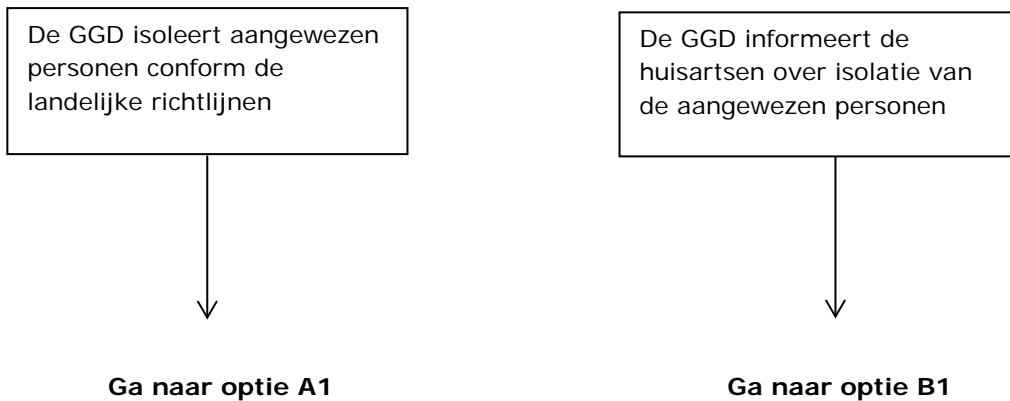 De GGD isoleert aangewezen
personen conform de
landelijke richtlijnen
De GGD informeert de
huisartsen over isolatie van
de aangewezen personen
Ga naar optie A1
Ga naar optie B1